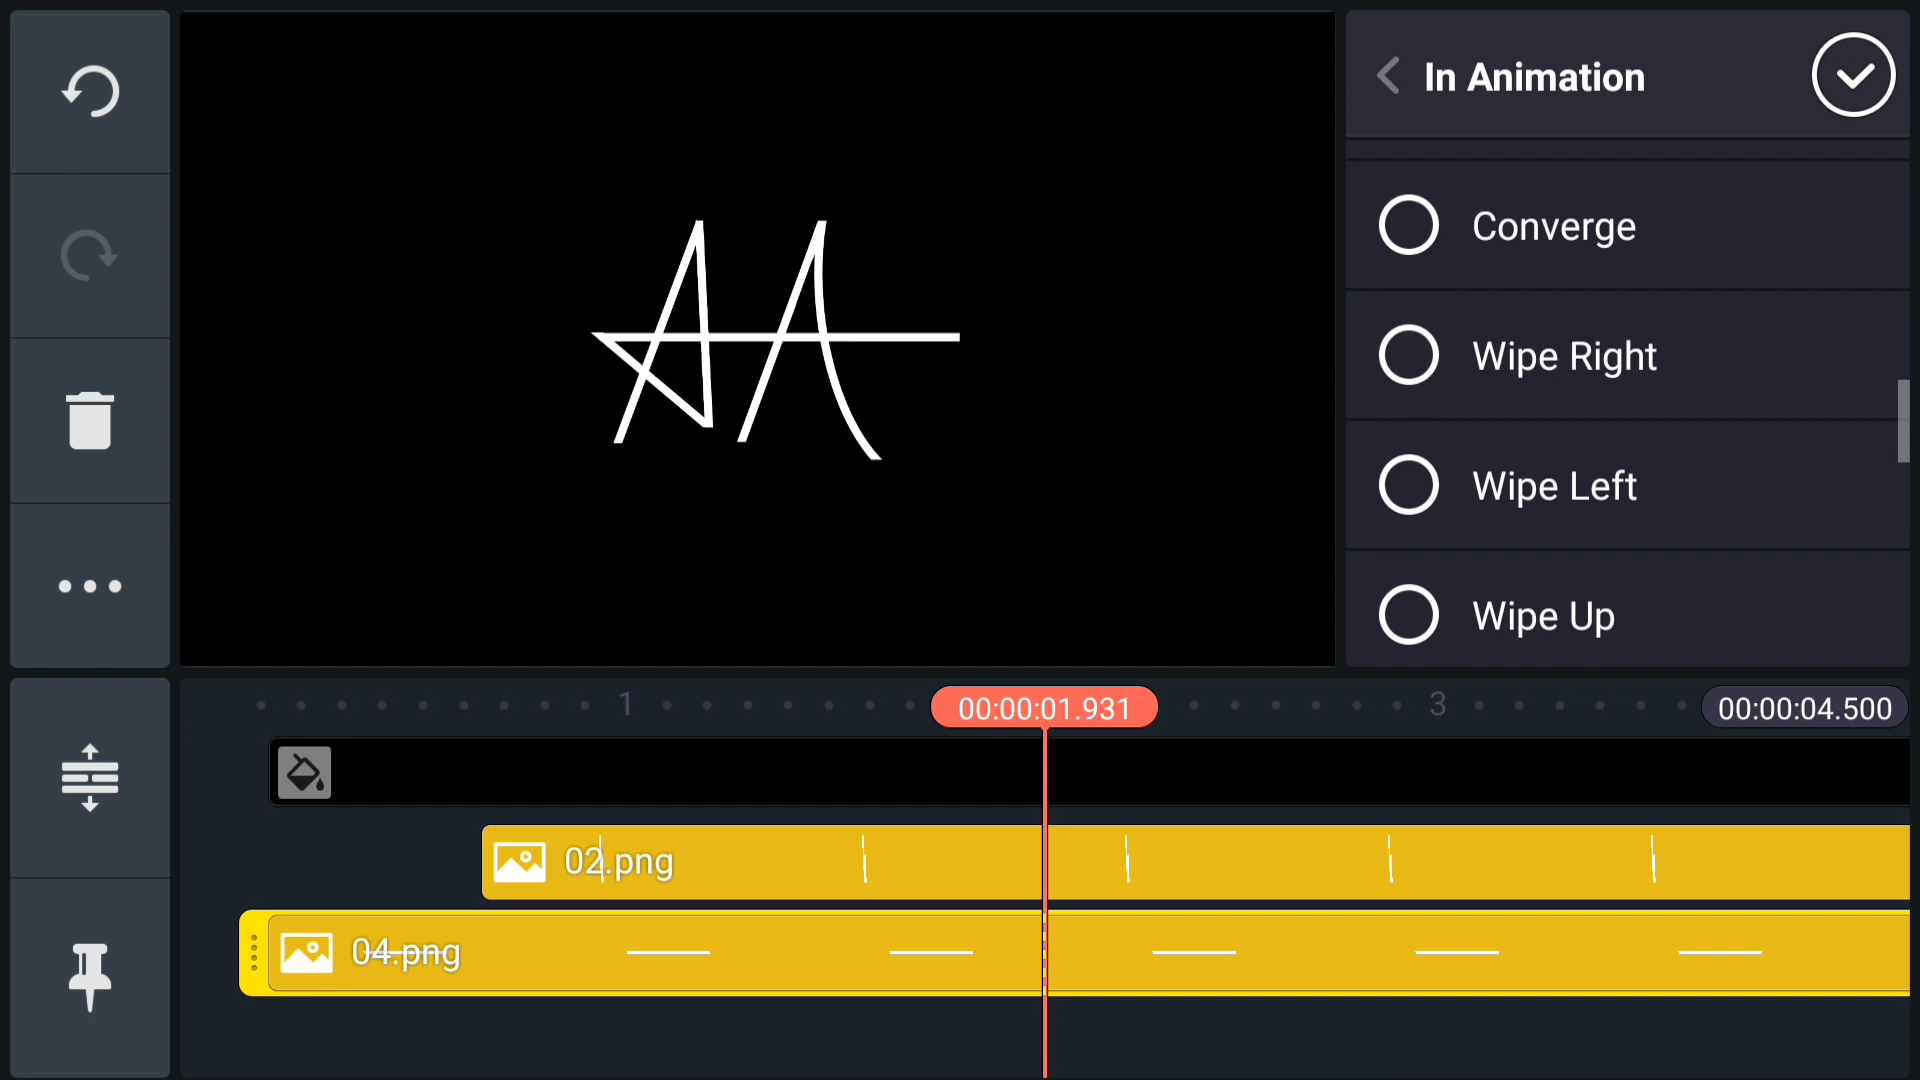 In Animation
Converge
Wipe Right
Wipe Left
Wipe Up
AA
1
00:00:01.931
3
00:00:04.500
02.png
04.png